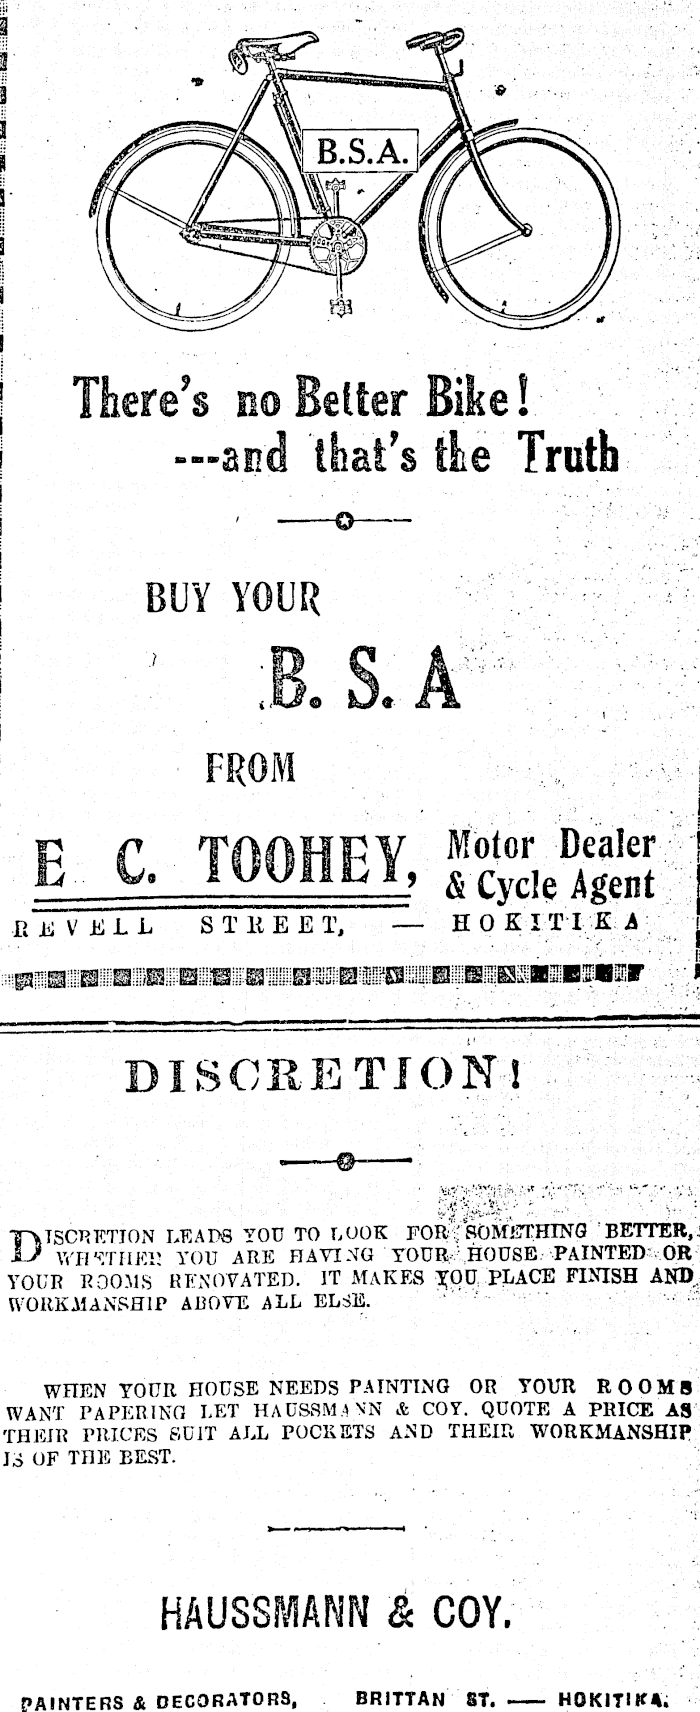 B.S.A.
There's no Better Bike!
---and that's the Truth
BUY YOUR
B. S. A
FROM
E. C. TOOHEY,
Motor Dealer
& Cycle Agent
REVELL STREET, — HOKITIKA
DISCRETION!
DISCRETION LEADS YOU TO LOOK FOR SOMETHING BETTER,
WHETHER YOU ARE HAVING YOUR HOUSE PAINTED OR
YOUR ROOMS RENOVATED. IT MAKES YOU PLACE FINISH AND
WORKMANSHIP ABOVE ALL ELSE.
WHEN YOUR HOUSE NEEDS PAINTING OR YOUR ROOMS
WANT PAPERING LET HAUSSMANN & COY. QUOTE A PRICE AS
THEIR PRICES SUIT ALL POCKETS AND THEIR WORKMANSHIP
IS OF THE BEST.
HAUSSMANN & COY.
PAINTERS & DECORATORS, BRITTAN ST. — HOKITIKA.